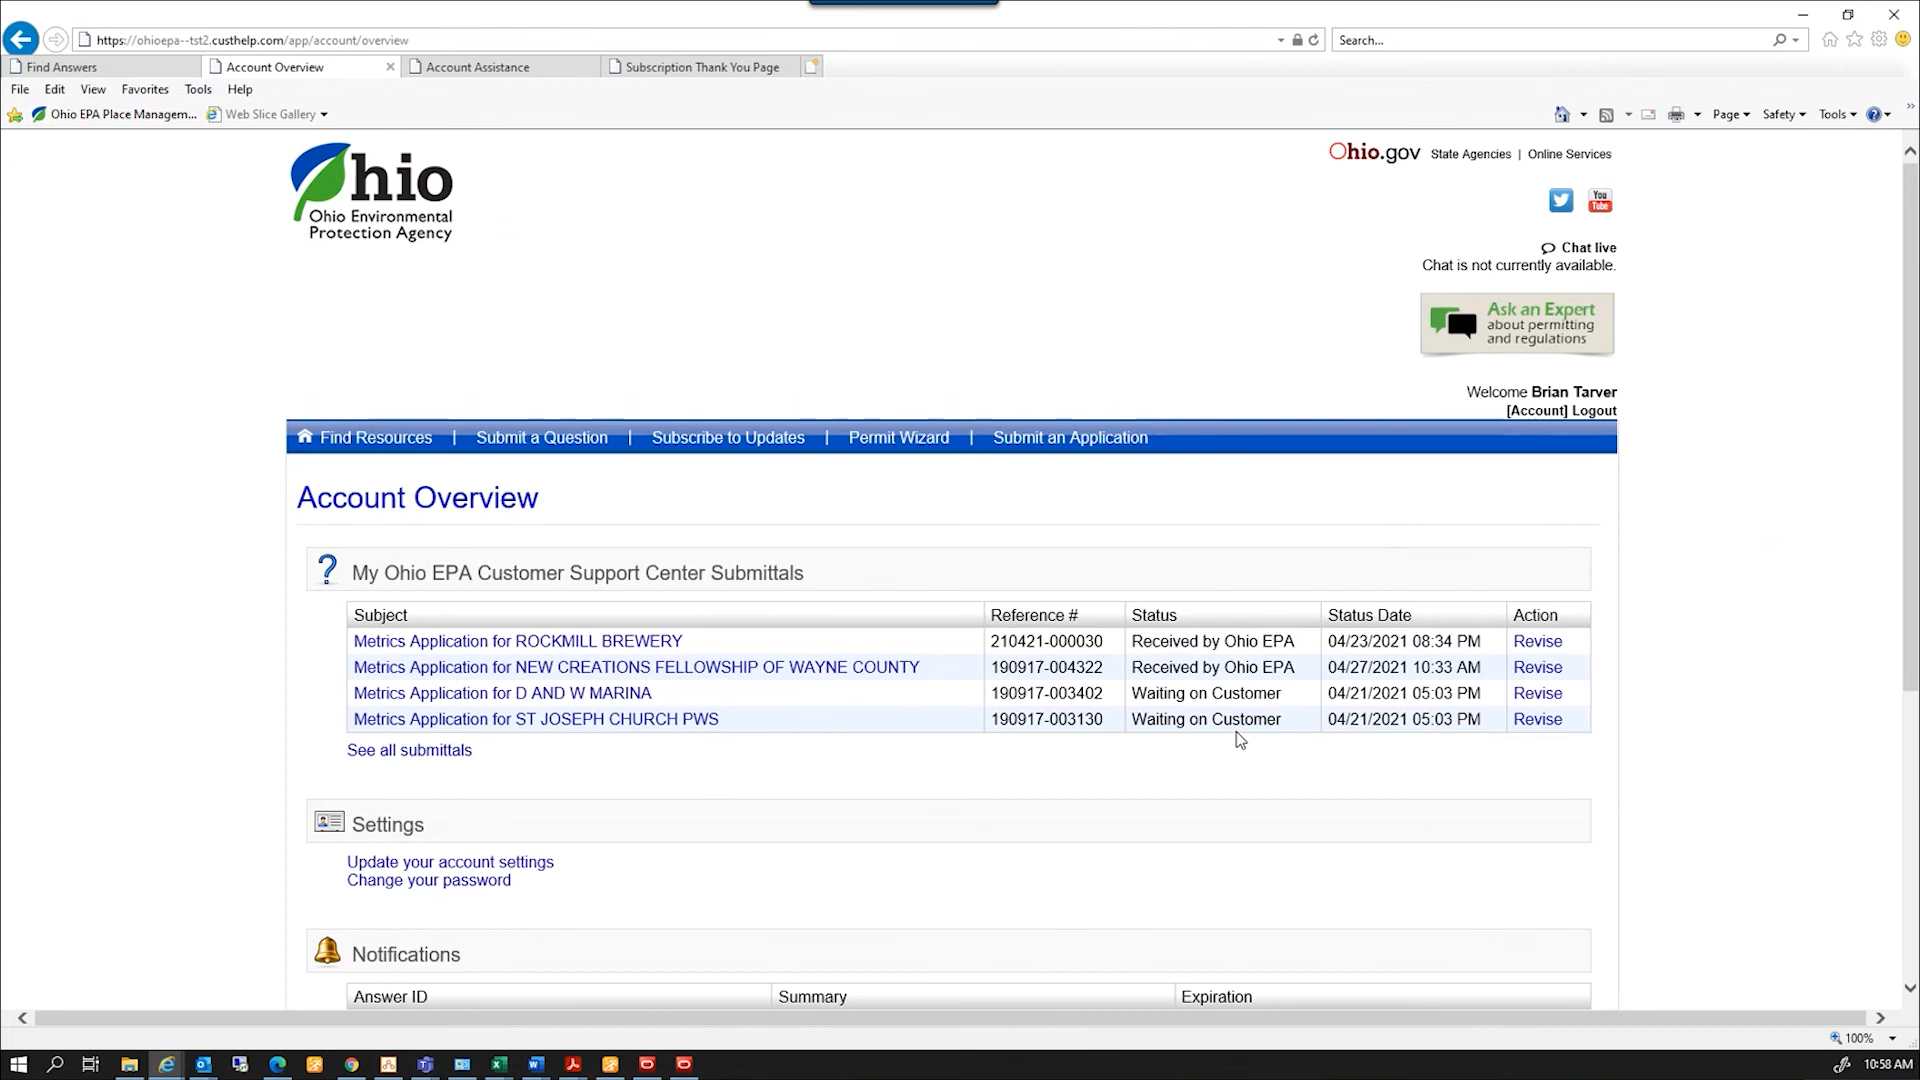 https://ohioepa--tst2.custhelp.com/app/account/overview
Search...
Find Answers
Account Overview
Account Assistance
Subscription Thank You Page
File Edit View Favorites Tools Help
Ohio EPA Place Managem...
Web Slice Gallery
Page Safety Tools
hio
Ohio Environmental
Protection Agency
Ohio.gov State Agencies | Online Services
You
Tube
Chat live
Chat is not currently available.
Ask an Expert
about permitting
and regulations
Welcome Brian Tarver
[Account] Logout
Find Resources | Submit a Question | Subscribe to Updates | Permit Wizard | Submit an Application
Account Overview
? My Ohio EPA Customer Support Center Submittals
Subject Reference # Status Status Date Action
Metrics Application for ROCKMILL BREWERY 210421-000030 Received by Ohio EPA 04/23/2021 08:34 PM Revise
Metrics Application for NEW CREATIONS FELLOWSHIP OF WAYNE COUNTY 190917-004322 Received by Ohio EPA 04/27/2021 10:33 AM Revise
Metrics Application for D AND W MARINA 190917-003402 Waiting on Customer 04/21/2021 05:03 PM Revise
Metrics Application for ST JOSEPH CHURCH PWS 190917-003130 Waiting on Customer 04/21/2021 05:03 PM Revise
See all submittals
Settings
Update your account settings
Change your password
Notifications
Answer ID Summary Expiration
100%
10:58 AM